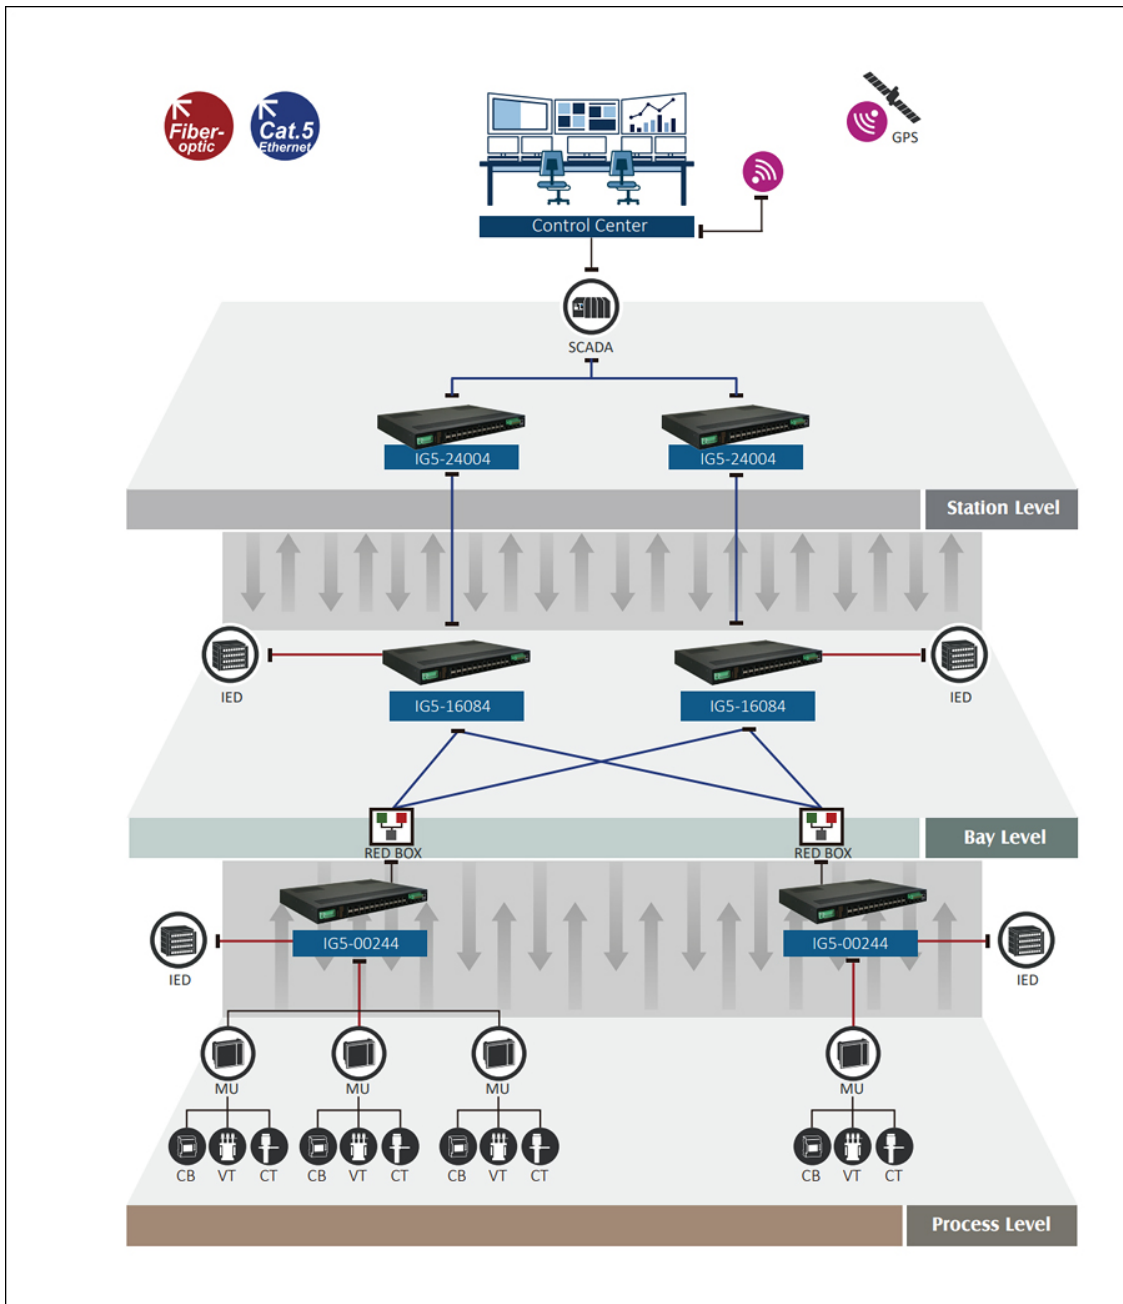 Fiber-
optic
Cat.5
Ethernet
GPS
Control Center
SCADA
IG5-24004
IG5-24004
Station Level
IED
IED
IG5-16084
IG5-16084
RED BOX
RED BOX
Bay Level
IG5-00244
IG5-00244
IED
IED
MU
MU
MU
MU
CB
VT
CT
CB
VT
CT
CB
VT
CT
CB
VT
CT
Process Level